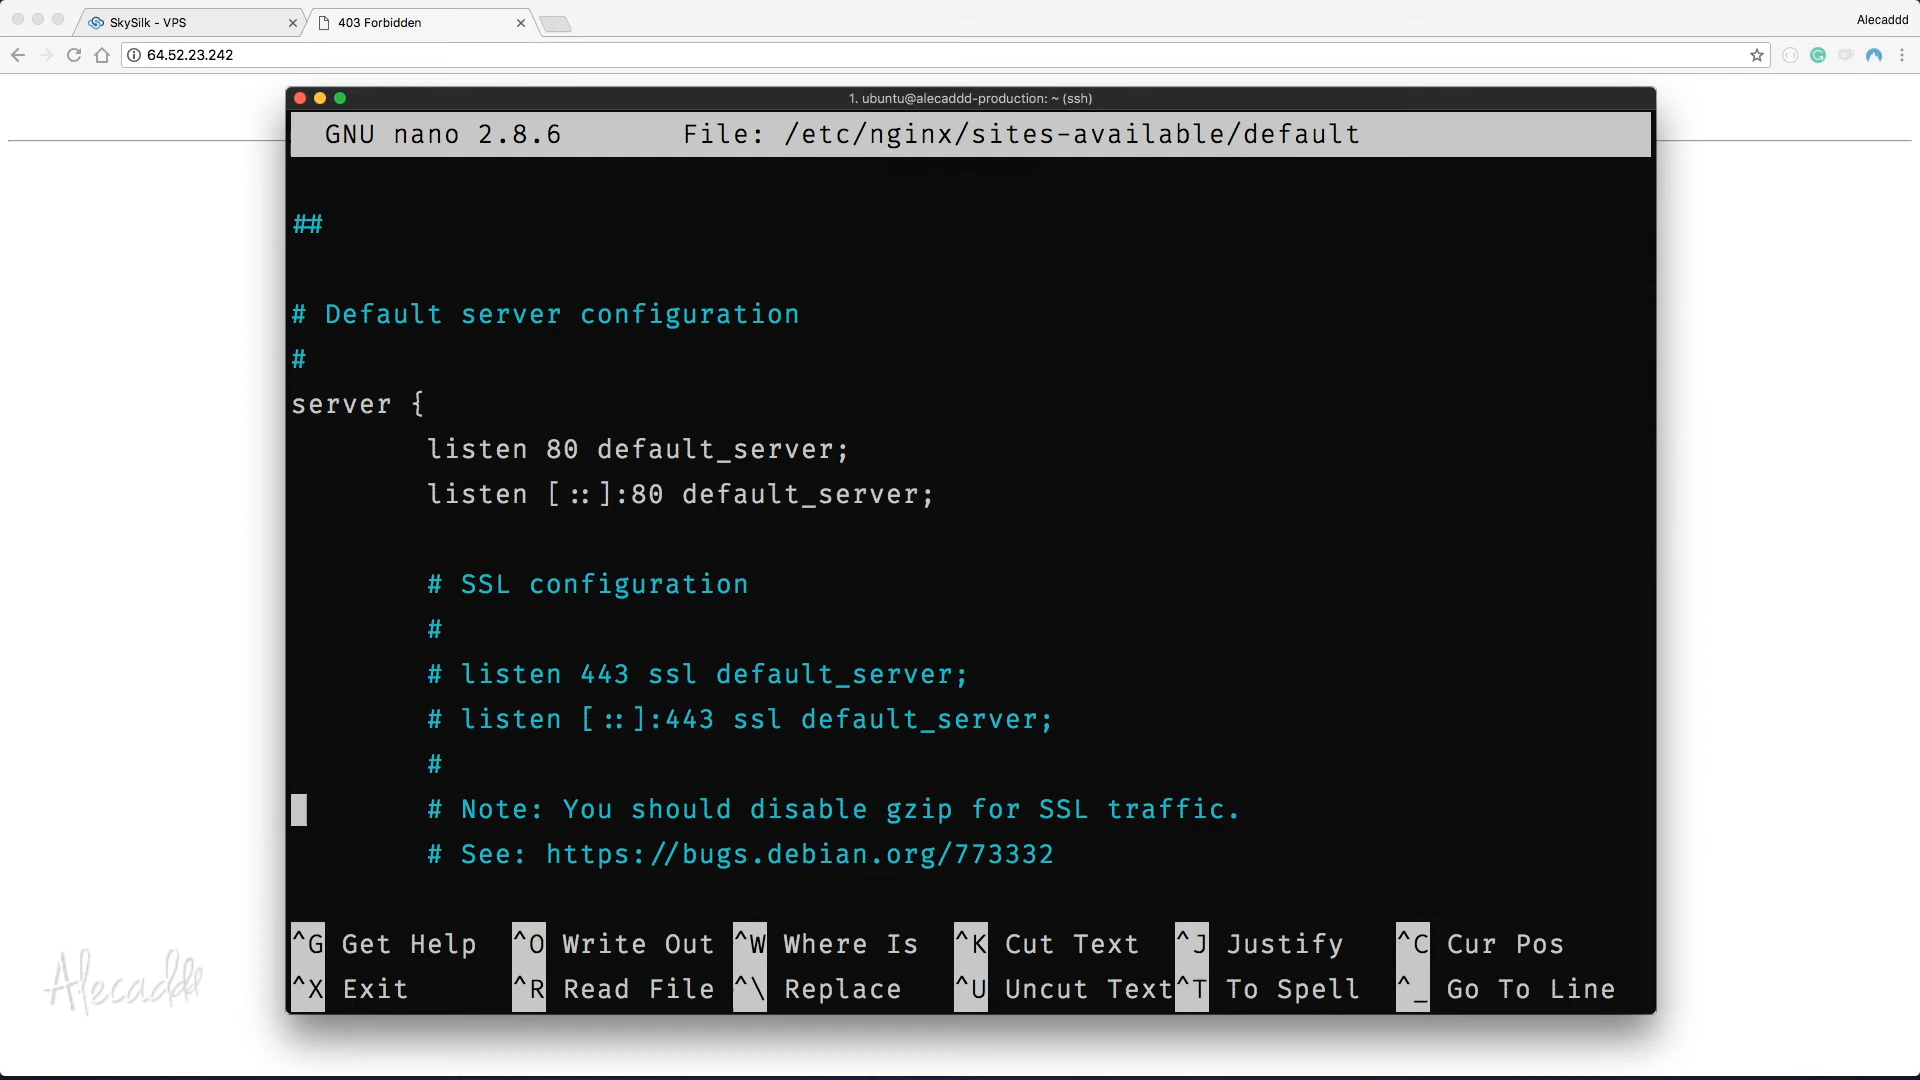 SkySilk - VPS
403 Forbidden
Alecaddd
64.52.23.242
1. ubuntu@alecaddd-production: ~ (ssh)
GNU nano 2.8.6 File: /etc/nginx/sites-available/default
##
# Default server configuration
#
server {
listen 80 default_server;
listen [::]:80 default_server;
# SSL configuration
#
# listen 443 ssl default_server;
# listen [::]:443 ssl default_server;
#
# Note: You should disable gzip for SSL traffic.
# See: https://bugs.debian.org/773332
^G Get Help ^O Write Out ^W Where Is ^K Cut Text ^J Justify ^C Cur Pos
^X Exit ^R Read File ^\ Replace ^U Uncut Text ^T To Spell ^_ Go To Line
Alecaddd